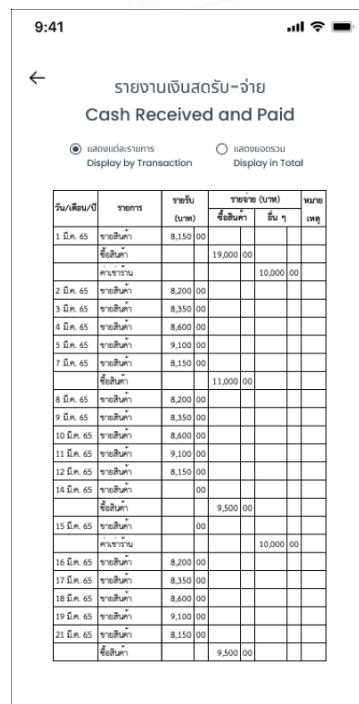 9:41
รายงานเงินสดรับ-จ่าย
Cash Received and Paid
แสดงแต่ละรายการ
Display by Transaction
แสดงยอดรวม
Display in Total
วัน/เดือน/ปี รายการ รายรับ (บาท) รายจ่าย (บาท) หมายเหตุ
ซื้อสินค้า อื่น ๆ
1 มี.ค. 65 ขายสินค้า 8,150 00
ซื้อสินค้า 19,000 00
ค่าเช่าร้าน 10,000 00
2 มี.ค. 65 ขายสินค้า 8,200 00
3 มี.ค. 65 ขายสินค้า 8,350 00
4 มี.ค. 65 ขายสินค้า 8,600 00
5 มี.ค. 65 ขายสินค้า 9,100 00
7 มี.ค. 65 ขายสินค้า 8,150 00
ซื้อสินค้า 11,000 00
8 มี.ค. 65 ขายสินค้า 8,200 00
9 มี.ค. 65 ขายสินค้า 8,350 00
10 มี.ค. 65 ขายสินค้า 8,600 00
11 มี.ค. 65 ขายสินค้า 9,100 00
12 มี.ค. 65 ขายสินค้า 8,150 00
14 มี.ค. 65 ขายสินค้า 00
ซื้อสินค้า 9,500 00
15 มี.ค. 65 ขายสินค้า 00
ค่าเช่าร้าน 10,000 00
16 มี.ค. 65 ขายสินค้า 8,200 00
17 มี.ค. 65 ขายสินค้า 8,350 00
18 มี.ค. 65 ขายสินค้า 8,600 00
19 มี.ค. 65 ขายสินค้า 9,100 00
21 มี.ค. 65 ขายสินค้า 8,150 00
ซื้อสินค้า 9,500 00